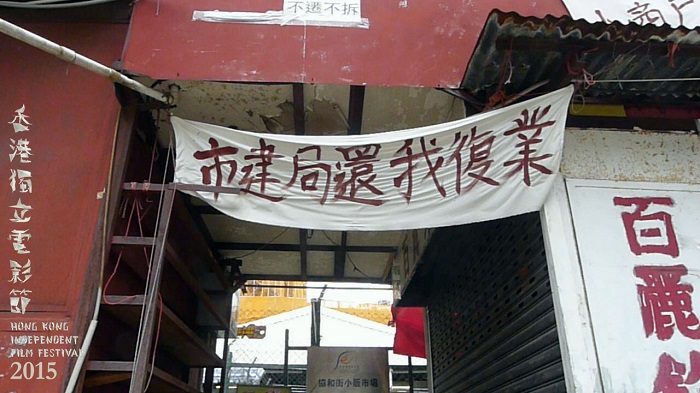 不遷不拆
市建局還我復業
百麗
協和街小販市場
香港獨立電影節
HONG KONG
INDEPENDENT
FILM FESTIVAL
2015